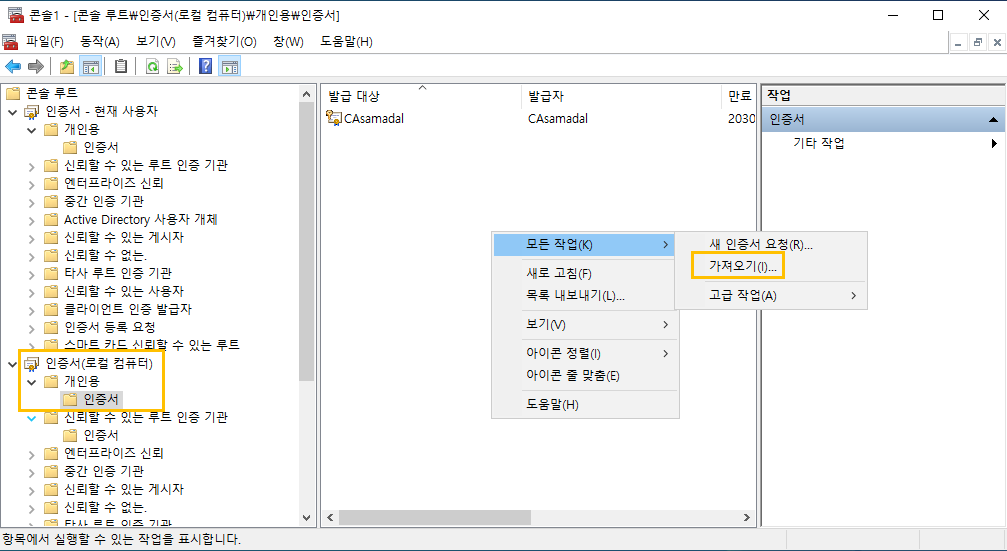 콘솔1 - [콘솔 루트₩인증서(로컬 컴퓨터)₩개인용₩인증서]
파일(F) 동작(A) 보기(V) 즐겨찾기(O) 창(W) 도움말(H)
콘솔 루트
인증서 - 현재 사용자
개인용
인증서
신뢰할 수 있는 루트 인증 기관
엔터프라이즈 신뢰
중간 인증 기관
Active Directory 사용자 개체
신뢰할 수 있는 게시자
신뢰할 수 없는.
타사 루트 인증 기관
신뢰할 수 있는 사용자
클라이언트 인증 발급자
인증서 등록 요청
스마트 카드 신뢰할 수 있는 루트
인증서(로컬 컴퓨터)
개인용
인증서
신뢰할 수 있는 루트 인증 기관
인증서
엔터프라이즈 신뢰
중간 인증 기관
신뢰할 수 있는 게시자
신뢰할 수 없는.
타사 루트 인증 기관
발급 대상 발급자 만료
CAsamadal CAsamadal 2030
모든 작업(K)
새로 고침(F)
목록 내보내기(L)...
보기(V)
아이콘 정렬(I)
아이콘 줄 맞춤(E)
도움말(H)
새 인증서 요청(R)...
가져오기(I)...
고급 작업(A)
작업
인증서
기타 작업
항목에서 실행할 수 있는 작업을 표시합니다.